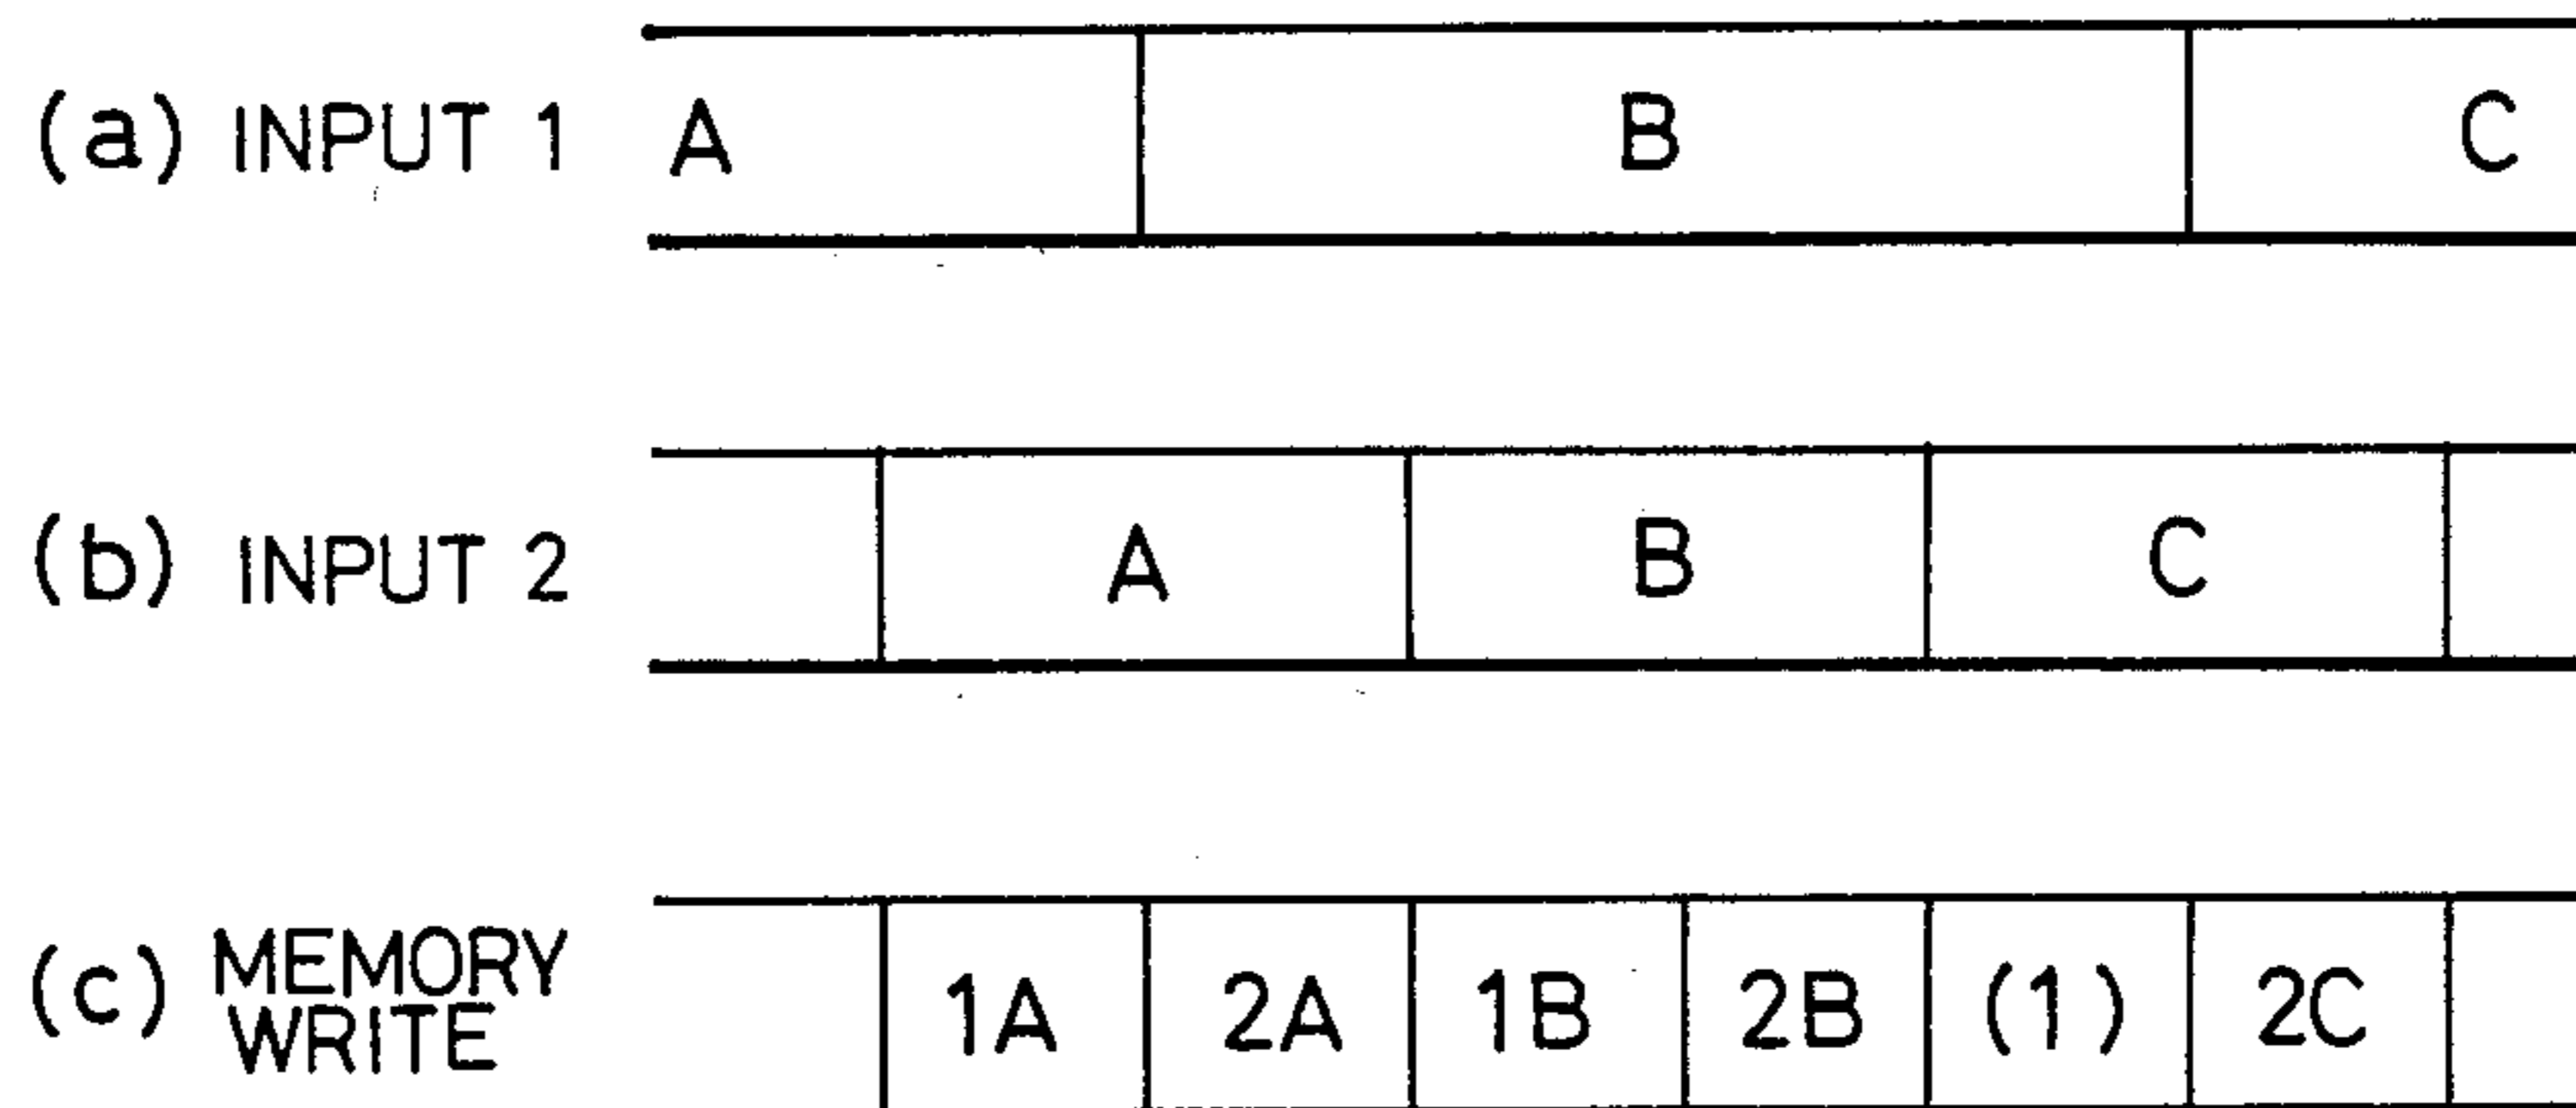 (a) INPUT 1 A B C
(b) INPUT 2 A B C
(c) MEMORY WRITE 1A 2A 1B 2B (1) 2C